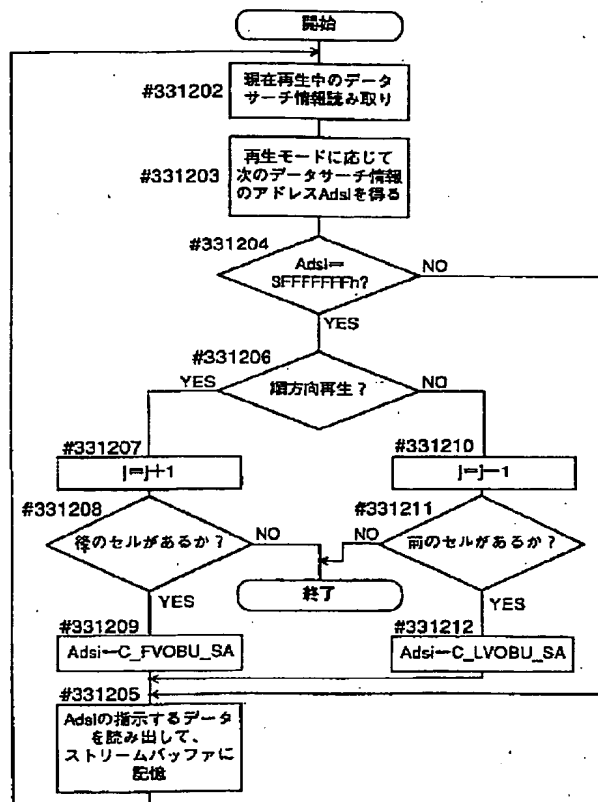 開始
#331202
現在再生中のデータ
サーチ情報読み取り
#331203
再生モードに応じて
次のデータサーチ情報
のアドレスAdsiを得る
#331204
Adsi=
3FFFFFFFh?
NO
YES
#331206
YES
順方向再生？
NO
#331207
j=j+1
#331210
j=j-1
#331208
後のセルがあるか？
NO
#331211
NO
前のセルがあるか？
終了
YES
YES
#331209
Adsi←C_FVOBU_SA
#331212
Adsi←C_LVOBU_SA
#331205
Adsiの指示するデータ
を読み出して、
ストリームバッファに
記憶